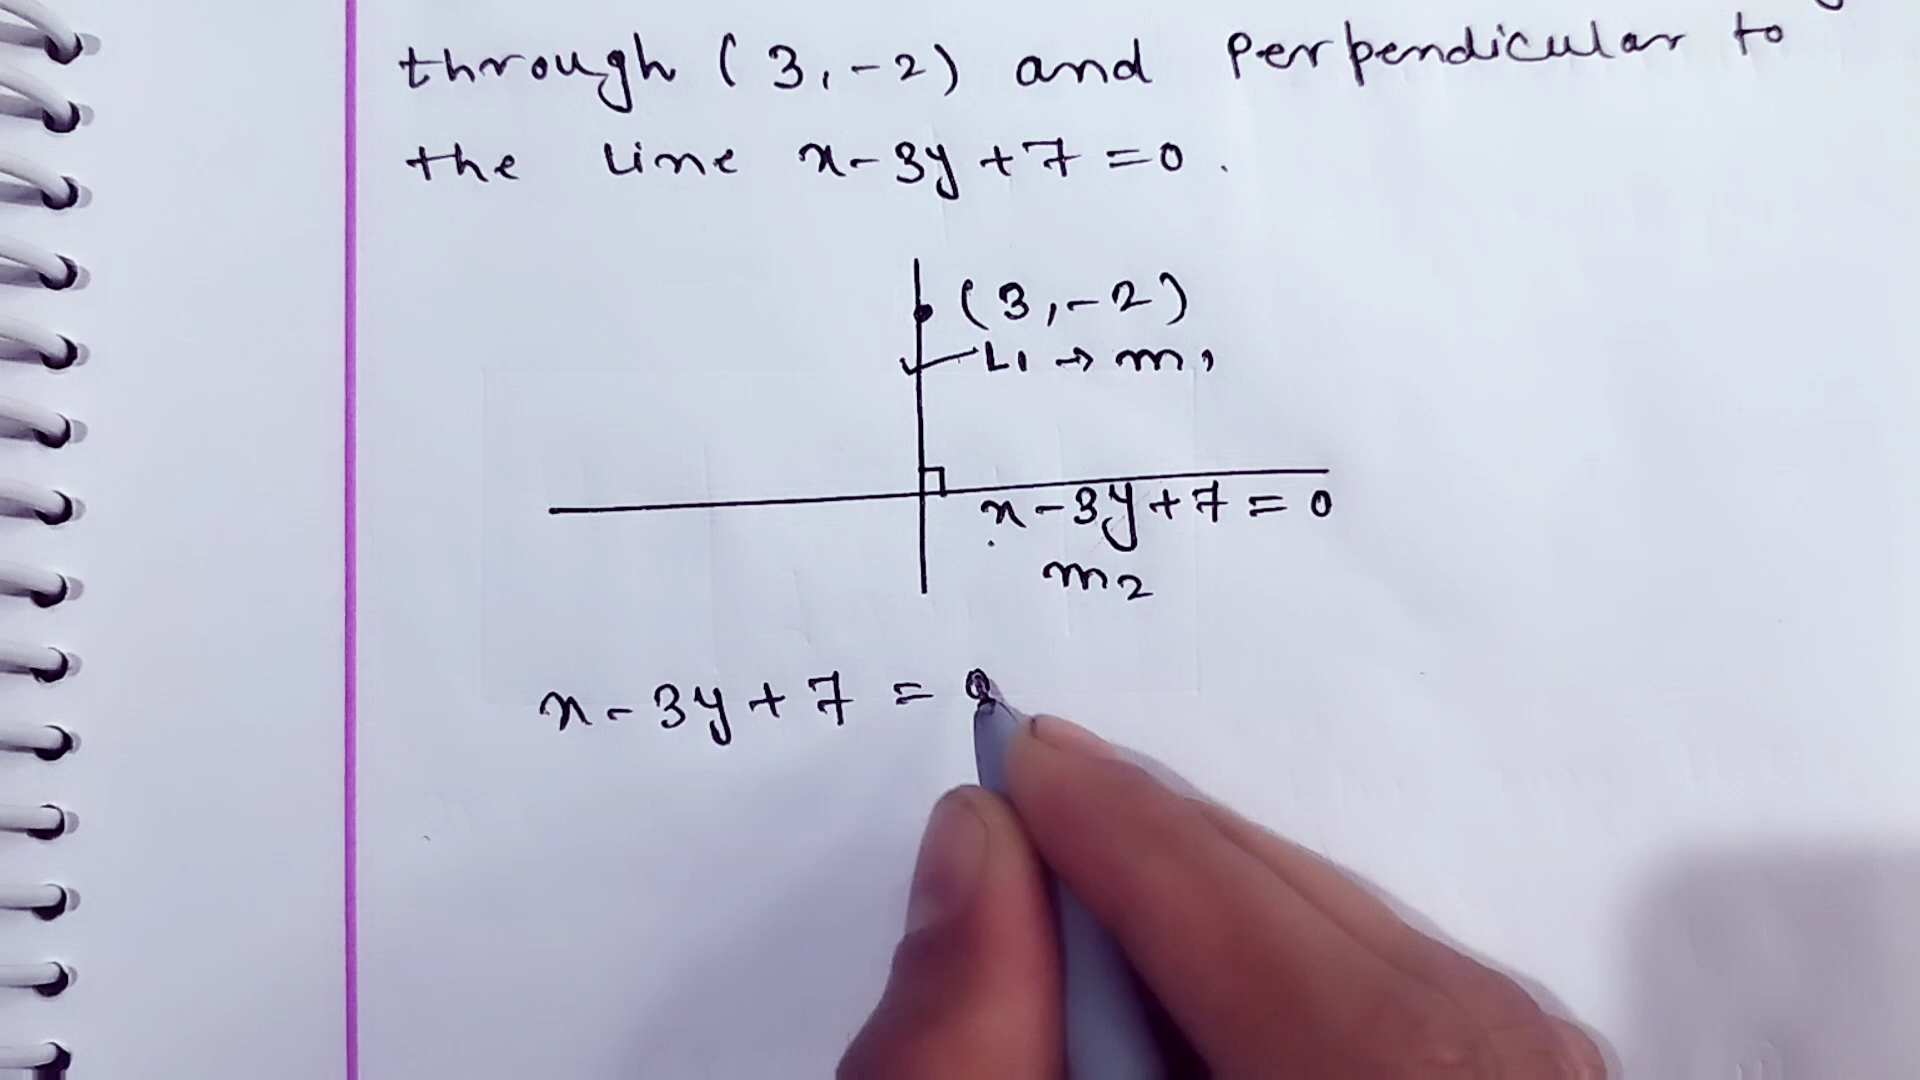 through (3,-2) and perpendicular to
the line x-3y+7=0.
(3,-2)
L1 → m1
x-3y+7=0
m2
x-3y+7=0